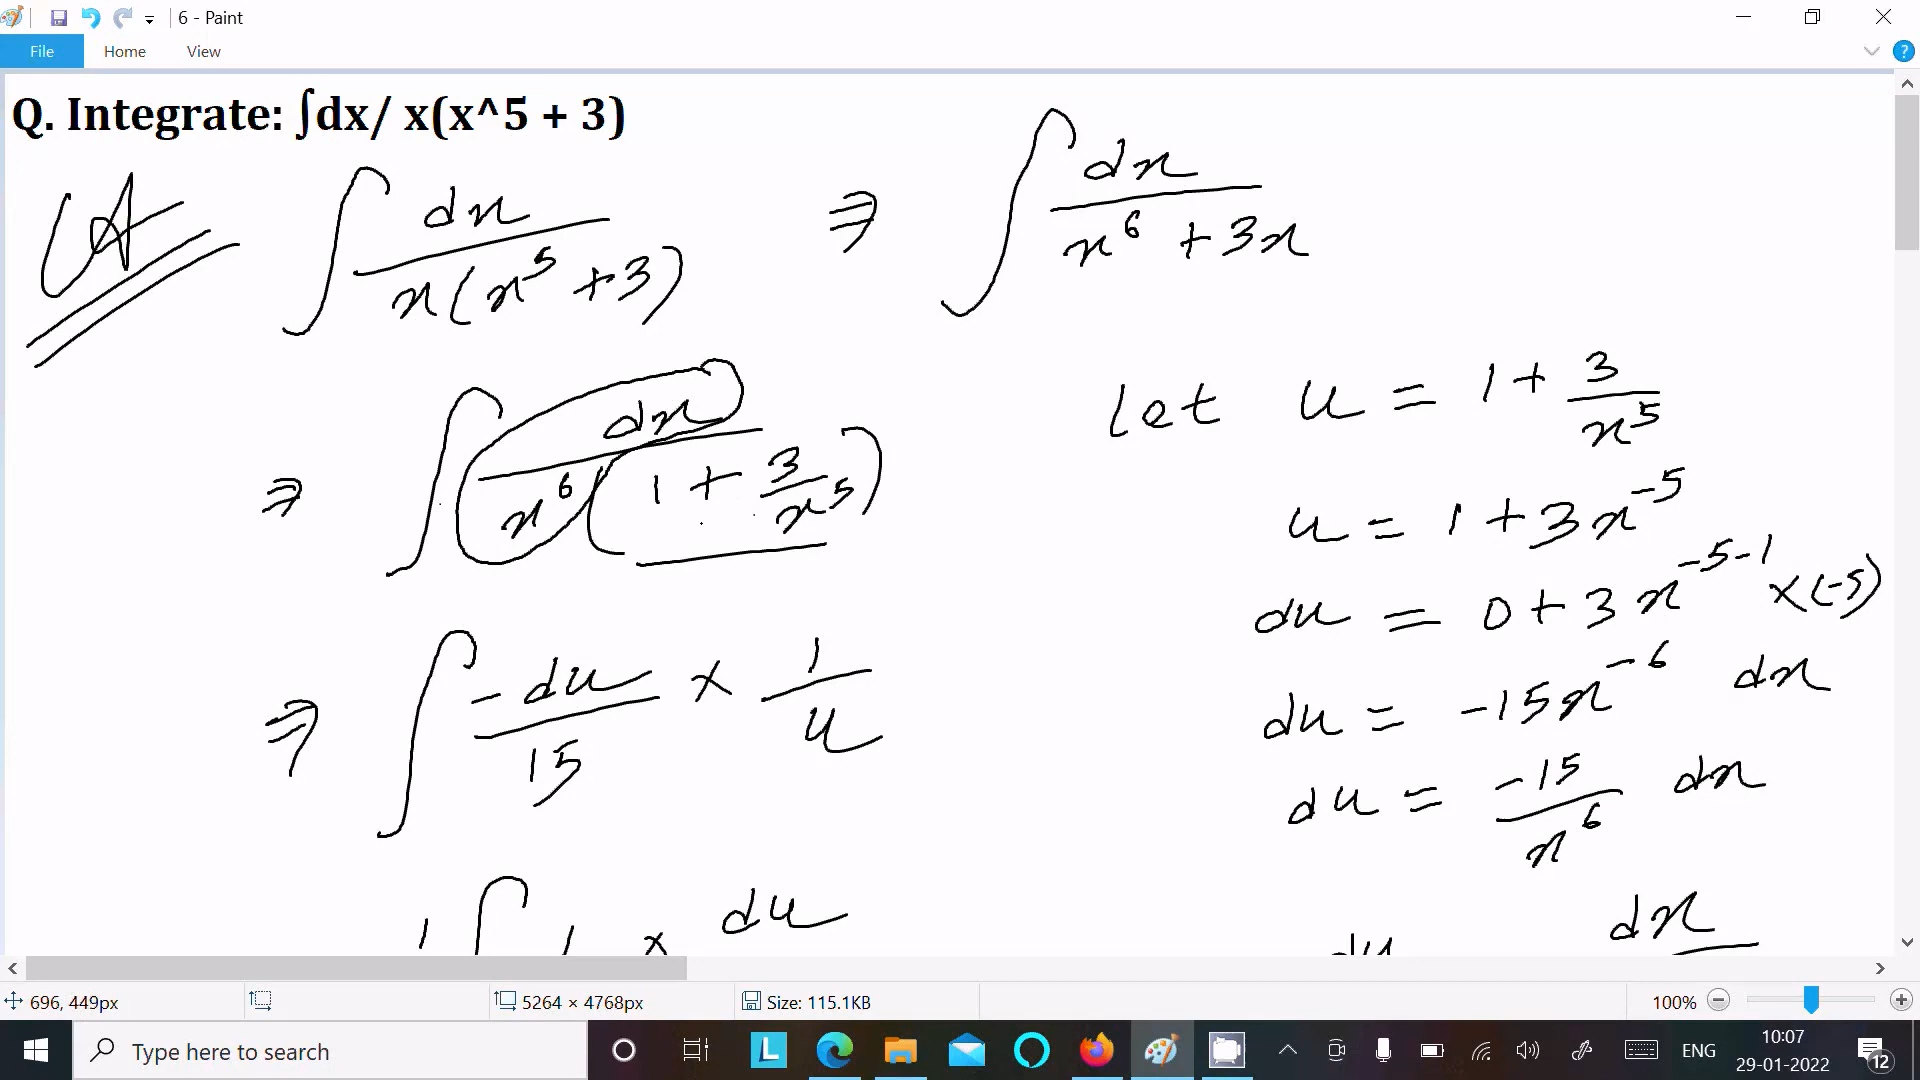 6 - Paint
File Home View
Q. Integrate: ∫dx/ x(x^5 + 3)
∫ dx / x(x^5 + 3) ⇒ ∫ dx / x^6 + 3x
⇒ ∫ dx / x^6 (1 + 3/x^5)
let u = 1 + 3/x^5
u = 1 + 3x^-5
du = 0 + 3x^-5-1 ×(-5)
⇒ ∫ -du/15 × 1/u
du = -15x^-6 dx
du = -15/x^6 dx
∫ × du
du dx
696, 449px 5264 × 4768px Size: 115.1KB 100%
Type here to search
L
ENG
10:07
29-01-2022
12